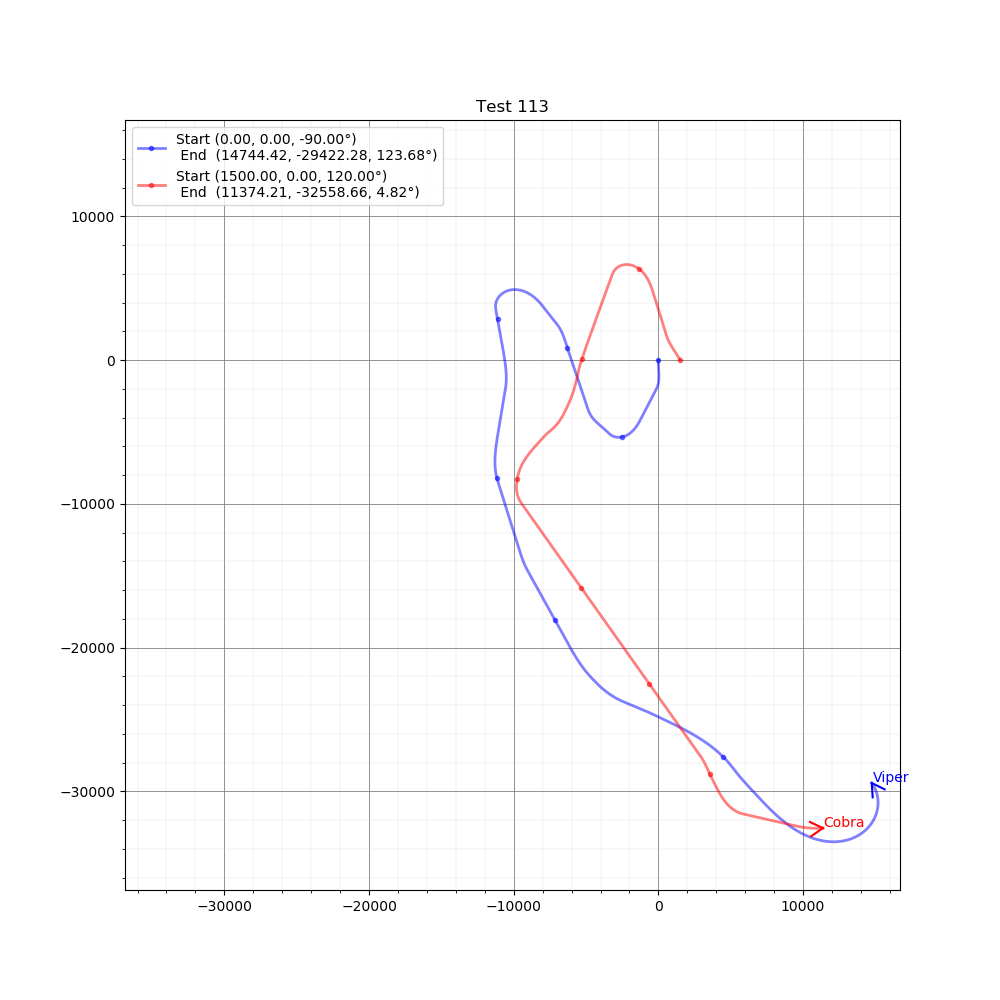 Test 113
Start (0.00, 0.00, -90.00°)
End  (14744.42, -29422.28, 123.68°)
Start (1500.00, 0.00, 120.00°)
End  (11374.21, -32558.66, 4.82°)
10000
0
−10000
−20000
−30000
Viper
Cobra
−30000
−20000
−10000
0
10000